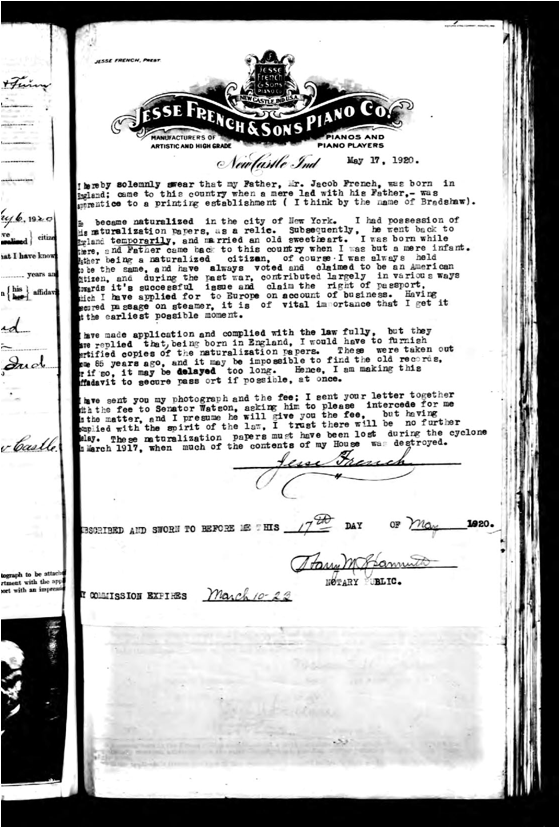 JESSE FRENCH, PREST
JESSE
FRENCH
& SONS
PIANO CO
NEW CASTLE, IND. U.S.A.
JESSE FRENCH & SONS PIANO CO.
MANUFACTURERS OF
ARTISTIC AND HIGH GRADE
PIANOS AND
PIANO PLAYERS
New Castle Ind
May 17, 1920.
I hereby solemnly swear that my Father, Mr. Jacob French, was born in
England; came to this country when a mere lad with his Father,- was
apprentice to a printing establishment ( I think by the name of Bradshaw).
He became naturalized in the city of New York. I had possession of
his naturalization papers, as a relic. Subsequently, he went back to
England temporarily, and married an old sweetheart. I was born while
there, and Father came back to this country when I was but a mere infant.
Father being a naturalized citizen, of course I was always held
to be the same, and have always voted and claimed to be an American
Citizen, and during the past war, contributed largely in various ways
towards it's successful issue and claim the right of passport,
which I have applied for to Europe on account of business. Having
secured passage on steamer, it is of vital importance that I get it
at the earliest possible moment.
I have made application and complied with the law fully, but they
have replied that, being born in England, I would have to furnish
certified copies of the naturalization papers. These were taken out
some 65 years ago, and it may be impossible to find the old records,
or if so, it may be delayed too long. Hence, I am making this
affadavit to secure pass ort if possible, at once.
I have sent you my photograph and the fee; I sent your letter together
with the fee to Senator Watson, asking him to please intercede for me
in the matter, and I presume he will give you the fee, but having
complied with the spirit of the law, I trust there will be no further
delay. These naturalization papers must have been lost during the cyclone
in March 1917, when much of the contents of my House was destroyed.
Jesse French
SUBSCRIBED AND SWORN TO BEFORE ME THIS 17th DAY OF May 1920.
NOTARY PUBLIC.
MY COMMISSION EXPIRES March 10-22
, 1920
citizen
that I have know
years an
his
affidavi
Ind
Castle,
tograph to be attache
rtment with the app
port with an impress